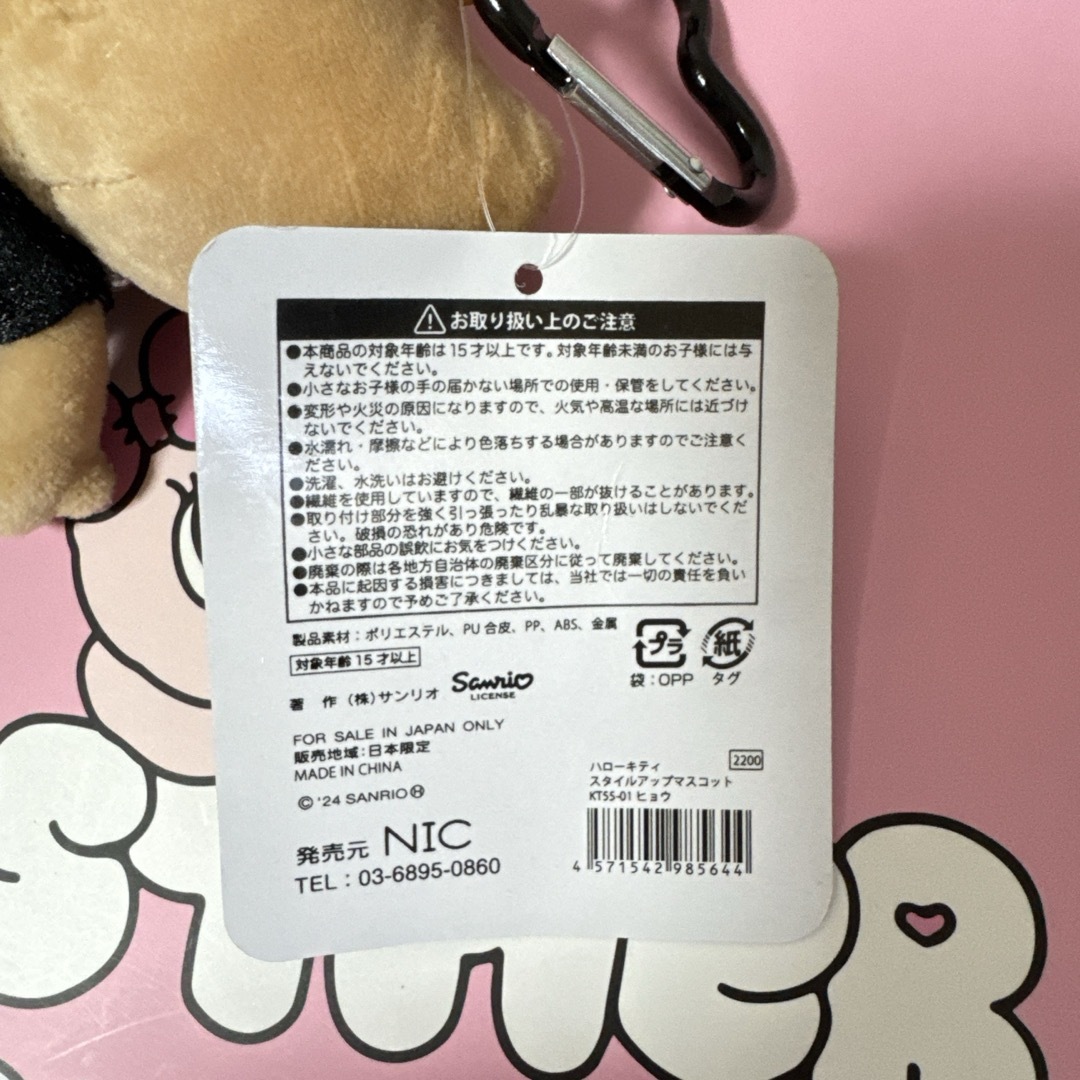 ⚠お取り扱い上のご注意
●本商品の対象年齢は15才以上です。対象年齢未満のお子様には与
えないでください。
●小さなお子様の手の届かない場所での使用・保管をしてください。
●変形や火災の原因になりますので、火気や高温な場所には近づけ
ないでください。
●水濡れ・摩擦などにより色落ちする場合がありますのでご注意く
ださい。
●洗濯、水洗いはお避けください。
●繊維を使用していますので、繊維の一部が抜けることがあります。
●取り付け部分を強く引っ張ったり乱暴な取り扱いはしないでくだ
さい。破損の恐れがあり危険です。
●小さな部品の誤飲にお気をつけください。
●廃棄の際は各地方自治体の廃棄区分に従って廃棄してください。
●本品に起因する損害につきましては、当社では一切の責任を負い
かねますので予めご了承ください。
製品素材：ポリエステル、PU合皮、PP、ABS、金属
対象年齢15才以上
プラ
袋：OPP
紙
タグ
著 作 (株)サンリオ
Sanrio
LICENSE
FOR SALE IN JAPAN ONLY
販売地域：日本限定
MADE IN CHINA
© '24 SANRIO Ⓗ
発売元 NIC
TEL：03-6895-0860
ハローキティ
2200
スタイルアップマスコット
KT55-01 ヒョウ
4 571542 985644